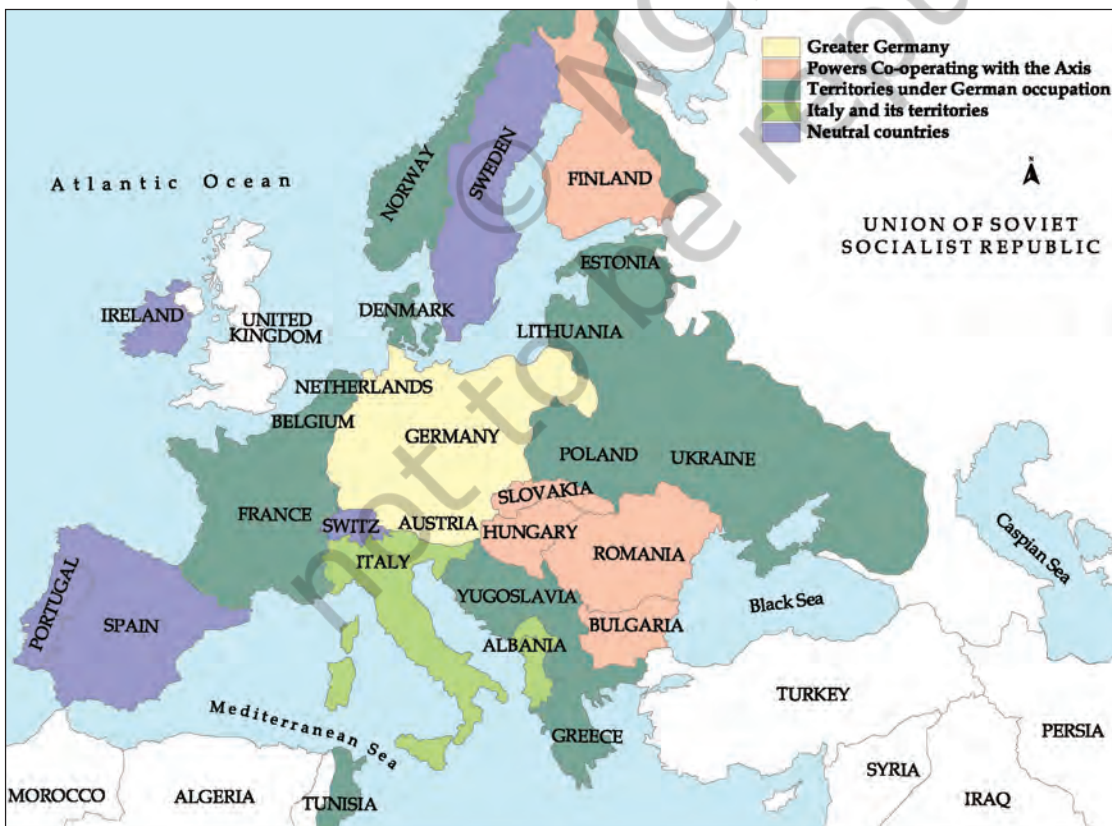 Greater Germany
Powers Co-operating with the Axis
Territories under German occupation
Italy and its territories
Neutral countries
N
UNION OF SOVIET
SOCIALIST REPUBLIC
Atlantic Ocean
NORWAY
SWEDEN
FINLAND
ESTONIA
IRELAND
UNITED
KINGDOM
DENMARK
LITHUANIA
NETHERLANDS
BELGIUM
GERMANY
POLAND
UKRAINE
SLOVAKIA
FRANCE
SWITZ
AUSTRIA
HUNGARY
ITALY
ROMANIA
Caspian Sea
PORTUGAL
SPAIN
YUGOSLAVIA
Black Sea
BULGARIA
ALBANIA
TURKEY
Mediterranean Sea
GREECE
PERSIA
SYRIA
MOROCCO
ALGERIA
TUNISIA
IRAQ
©
not to be